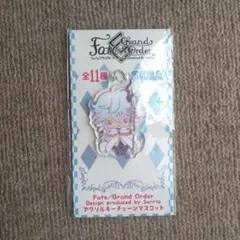 Fate
Grand
Order
全11種
Fate/Grand Order
Design produced by Sanrio
アクリルキーチェーンマスコット